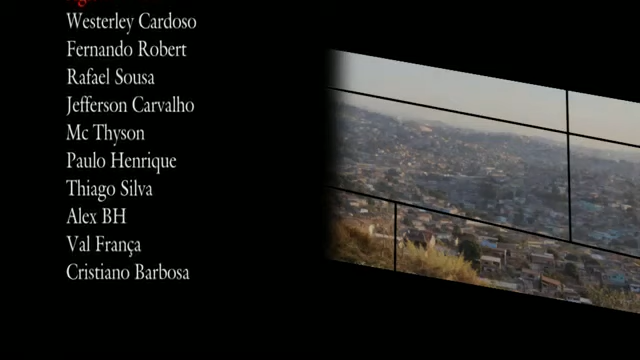 Westerley Cardoso
Fernando Robert
Rafael Sousa
Jefferson Carvalho
Mc Thyson
Paulo Henrique
Thiago Silva
Alex BH
Val França
Cristiano Barbosa